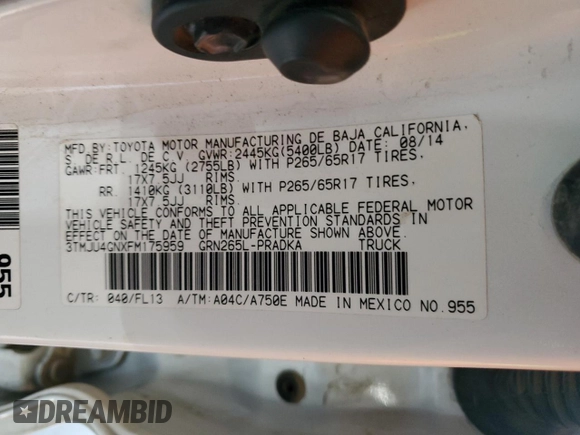 MFD.BY:TOYOTA MOTOR MANUFACTURING DE BAJA CALIFORNIA,
S. DE R.L. DE C.V. GVWR:2445KG(5400LB) DATE: 08/14
GAWR:FRT. 1245KG (2755LB) WITH P265/65R17 TIRES,
17X7.5JJ RIMS,
RR. 1410KG (3110LB) WITH P265/65R17 TIRES,
17X7.5JJ RIMS.
THIS VEHICLE CONFORMS TO ALL APPLICABLE FEDERAL MOTOR
VEHICLE SAFETY AND THEFT PREVENTION STANDARDS IN
EFFECT ON THE DATE OF MANUFACTURE SHOWN ABOVE.
3TMJU4GNXFM175959 GRN265L-PRADKA TRUCK
C/TR: 040/FL13 A/TM: A04C/A750E MADE IN MEXICO NO.955
955
DREAMBID